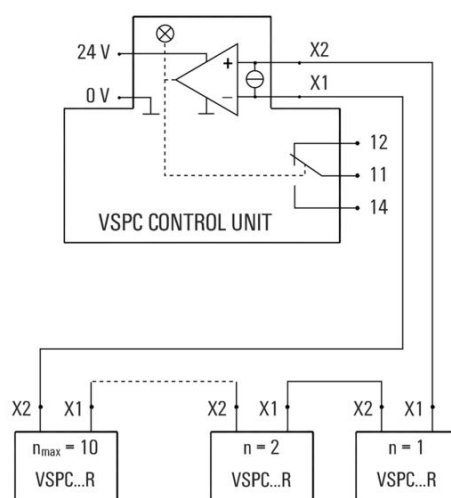 24 V
+
X2
0 V
–
X1
12
11
14
VSPC CONTROL UNIT
X2 X1 X2 X1 X2 X1
nmax = 10 n = 2 n = 1
VSPC...R VSPC...R VSPC...R